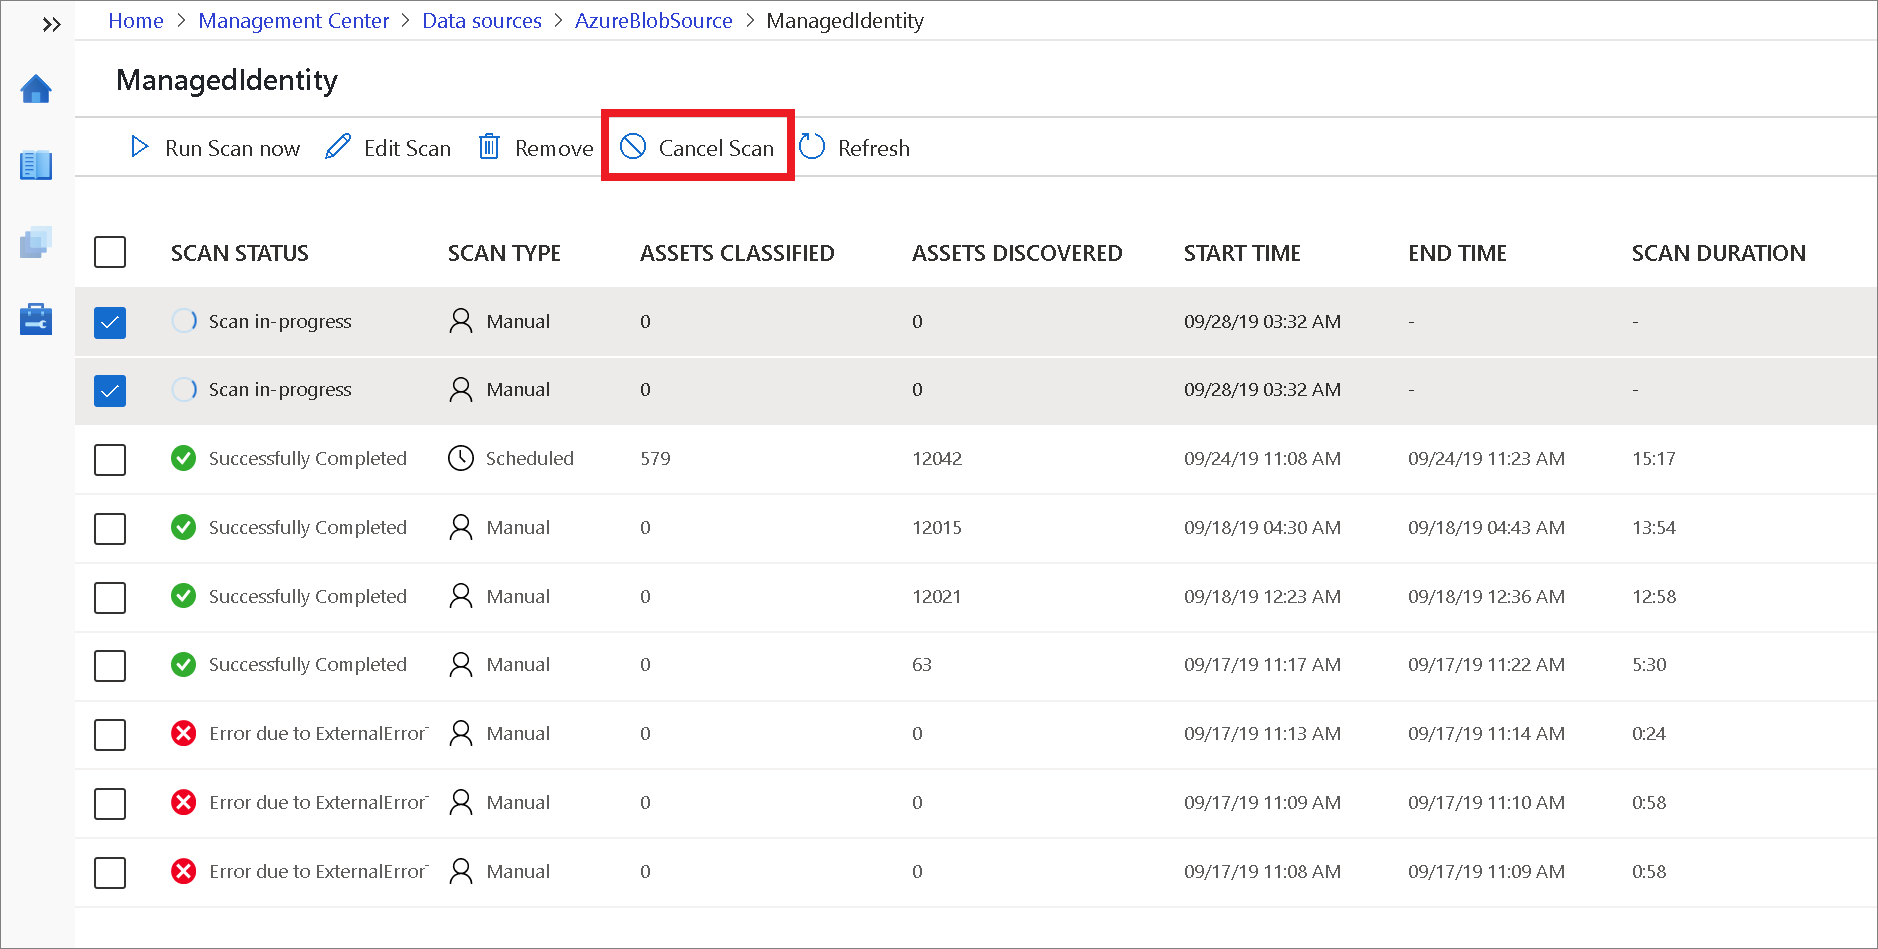 Home > Management Center > Data sources > AzureBlobSource > ManagedIdentity
ManagedIdentity
Run Scan now Edit Scan Remove Cancel Scan Refresh
SCAN STATUS SCAN TYPE ASSETS CLASSIFIED ASSETS DISCOVERED START TIME END TIME SCAN DURATION
Scan in-progress Manual 0 0 09/28/19 03:32 AM - -
Scan in-progress Manual 0 0 09/28/19 03:32 AM - -
Successfully Completed Scheduled 579 12042 09/24/19 11:08 AM 09/24/19 11:23 AM 15:17
Successfully Completed Manual 0 12015 09/18/19 04:30 AM 09/18/19 04:43 AM 13:54
Successfully Completed Manual 0 12021 09/18/19 12:23 AM 09/18/19 12:36 AM 12:58
Successfully Completed Manual 0 63 09/17/19 11:17 AM 09/17/19 11:22 AM 5:30
Error due to ExternalError Manual 0 0 09/17/19 11:13 AM 09/17/19 11:14 AM 0:24
Error due to ExternalError Manual 0 0 09/17/19 11:09 AM 09/17/19 11:10 AM 0:58
Error due to ExternalError Manual 0 0 09/17/19 11:08 AM 09/17/19 11:09 AM 0:58